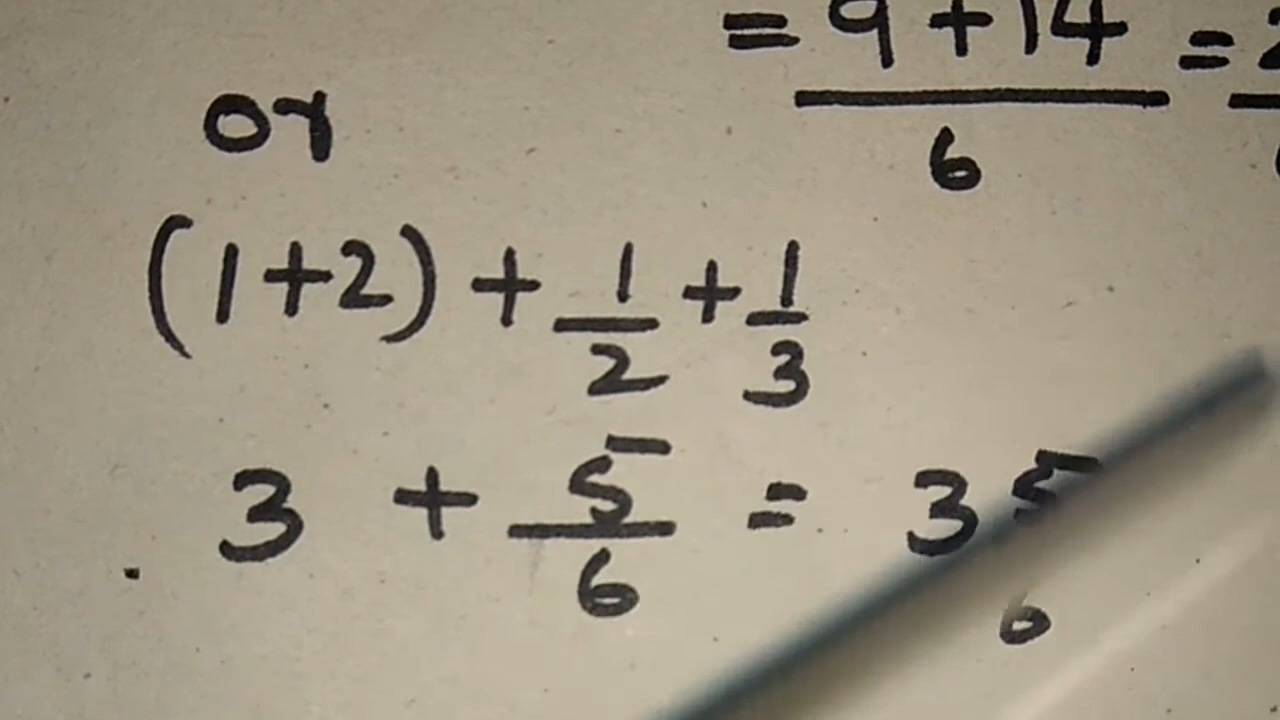 = 9 + 14 / 6 =
or
(1+2) + 1/2 + 1/3
3 + 5/6 = 3 5/6